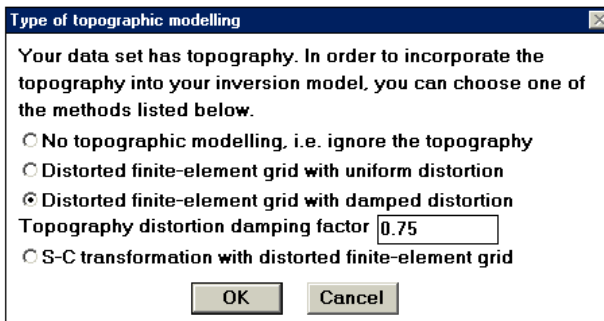 Type of topographic modelling
Your data set has topography. In order to incorporate the
topography into your inversion model, you can choose one of
the methods listed below.
No topographic modelling, i.e. ignore the topography
Distorted finite-element grid with uniform distortion
Distorted finite-element grid with damped distortion
Topography distortion damping factor 0.75
S-C transformation with distorted finite-element grid
OK Cancel